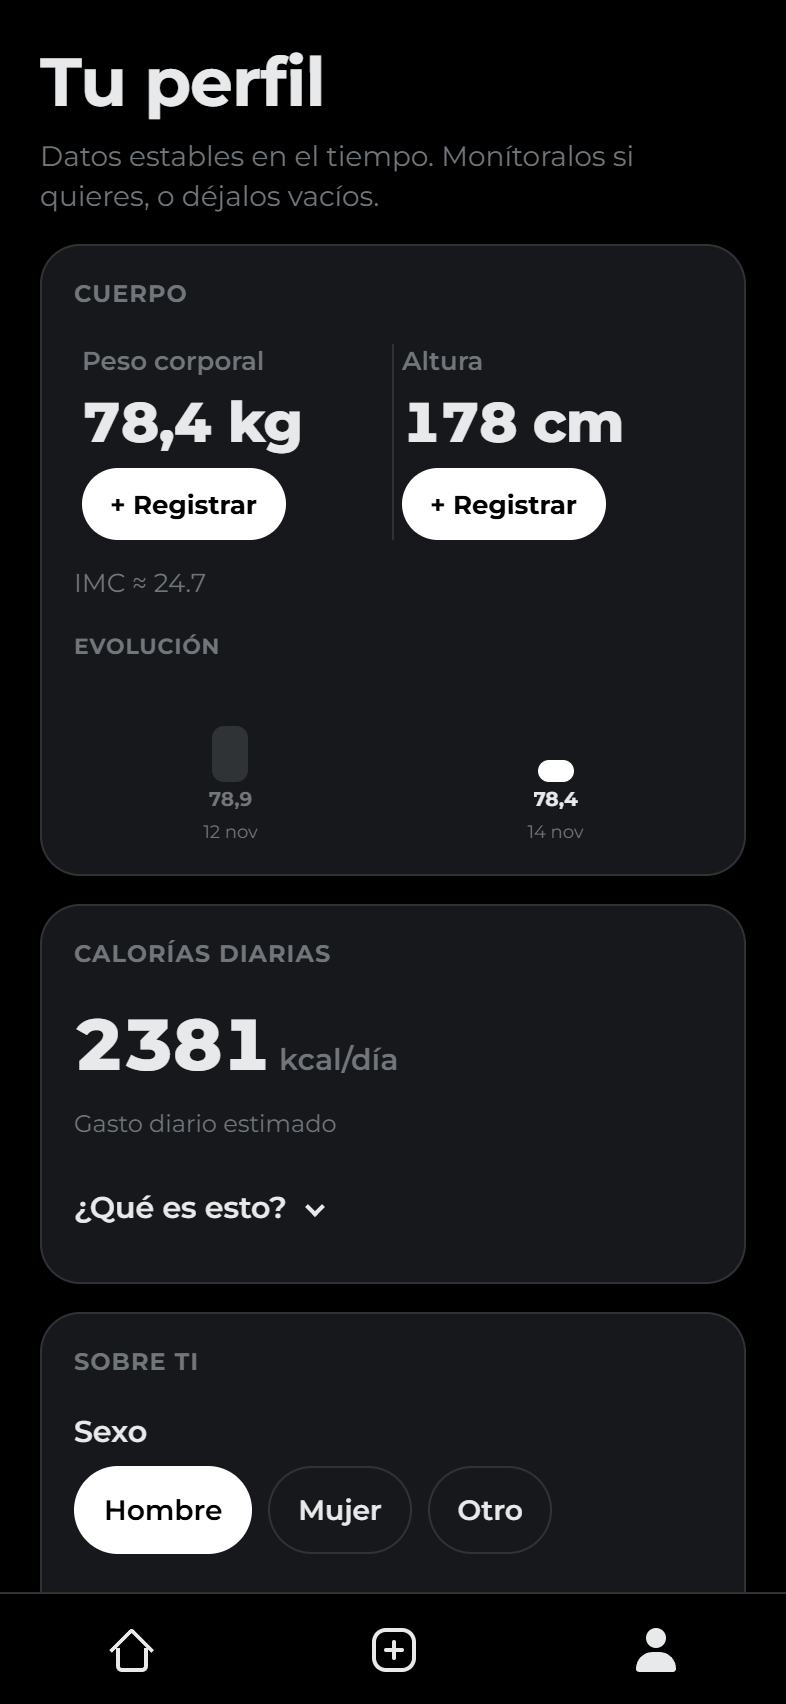 Tu perfil
Datos estables en el tiempo. Monítoralos si
quieres, o déjalos vacíos.
CUERPO
Peso corporal
78,4 kg
+ Registrar
Altura
178 cm
+ Registrar
IMC ≈ 24.7
EVOLUCIÓN
78,9
12 nov
78,4
14 nov
CALORÍAS DIARIAS
2381 kcal/día
Gasto diario estimado
¿Qué es esto?
SOBRE TI
Sexo
Hombre
Mujer
Otro